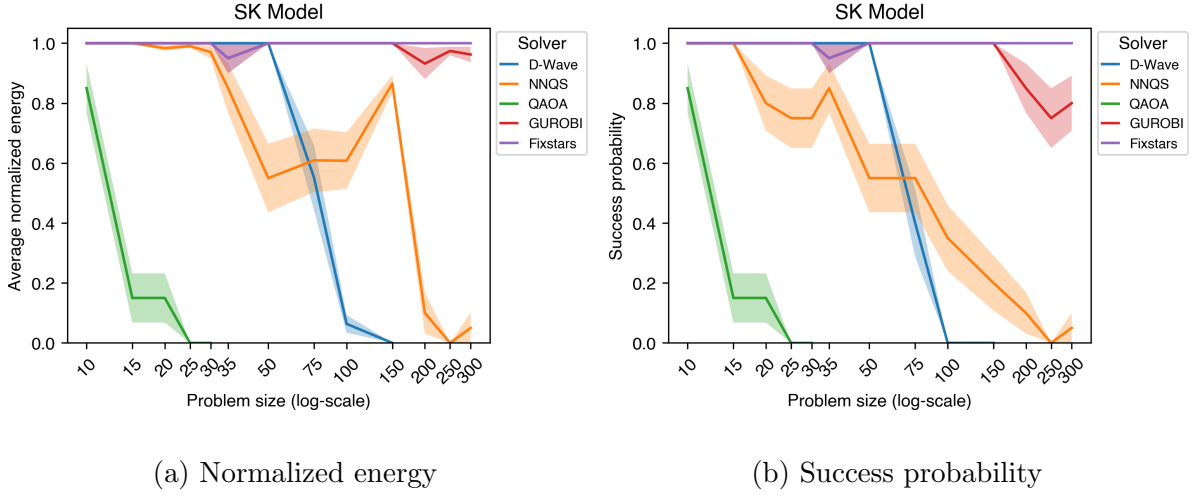 SK Model
Average normalized energy
1.0
0.8
0.6
0.4
0.2
0.0
10
15
20
25
30
35
50
75
100
150
200
250
300
Problem size (log-scale)
Solver
D-Wave
NNQS
QAOA
GUROBI
Fixstars
(a) Normalized energy
SK Model
Success probability
1.0
0.8
0.6
0.4
0.2
0.0
10
15
20
25
30
35
50
75
100
150
200
250
300
Problem size (log-scale)
Solver
D-Wave
NNQS
QAOA
GUROBI
Fixstars
(b) Success probability